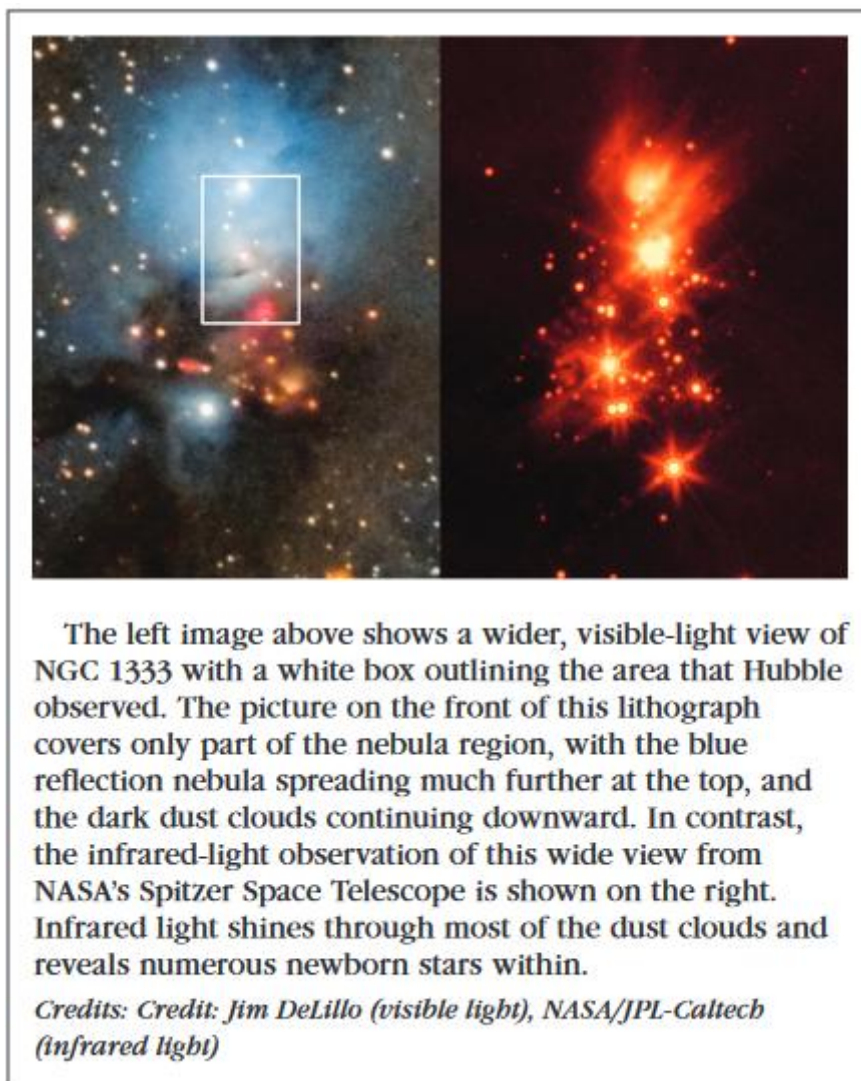 The left image above shows a wider, visible-light view of
NGC 1333 with a white box outlining the area that Hubble
observed. The picture on the front of this lithograph
covers only part of the nebula region, with the blue
reflection nebula spreading much further at the top, and
the dark dust clouds continuing downward. In contrast,
the infrared-light observation of this wide view from
NASA's Spitzer Space Telescope is shown on the right.
Infrared light shines through most of the dust clouds and
reveals numerous newborn stars within.
Credits: Credit: Jim DeLillo (visible light), NASA/JPL-Caltech
(infrared light)